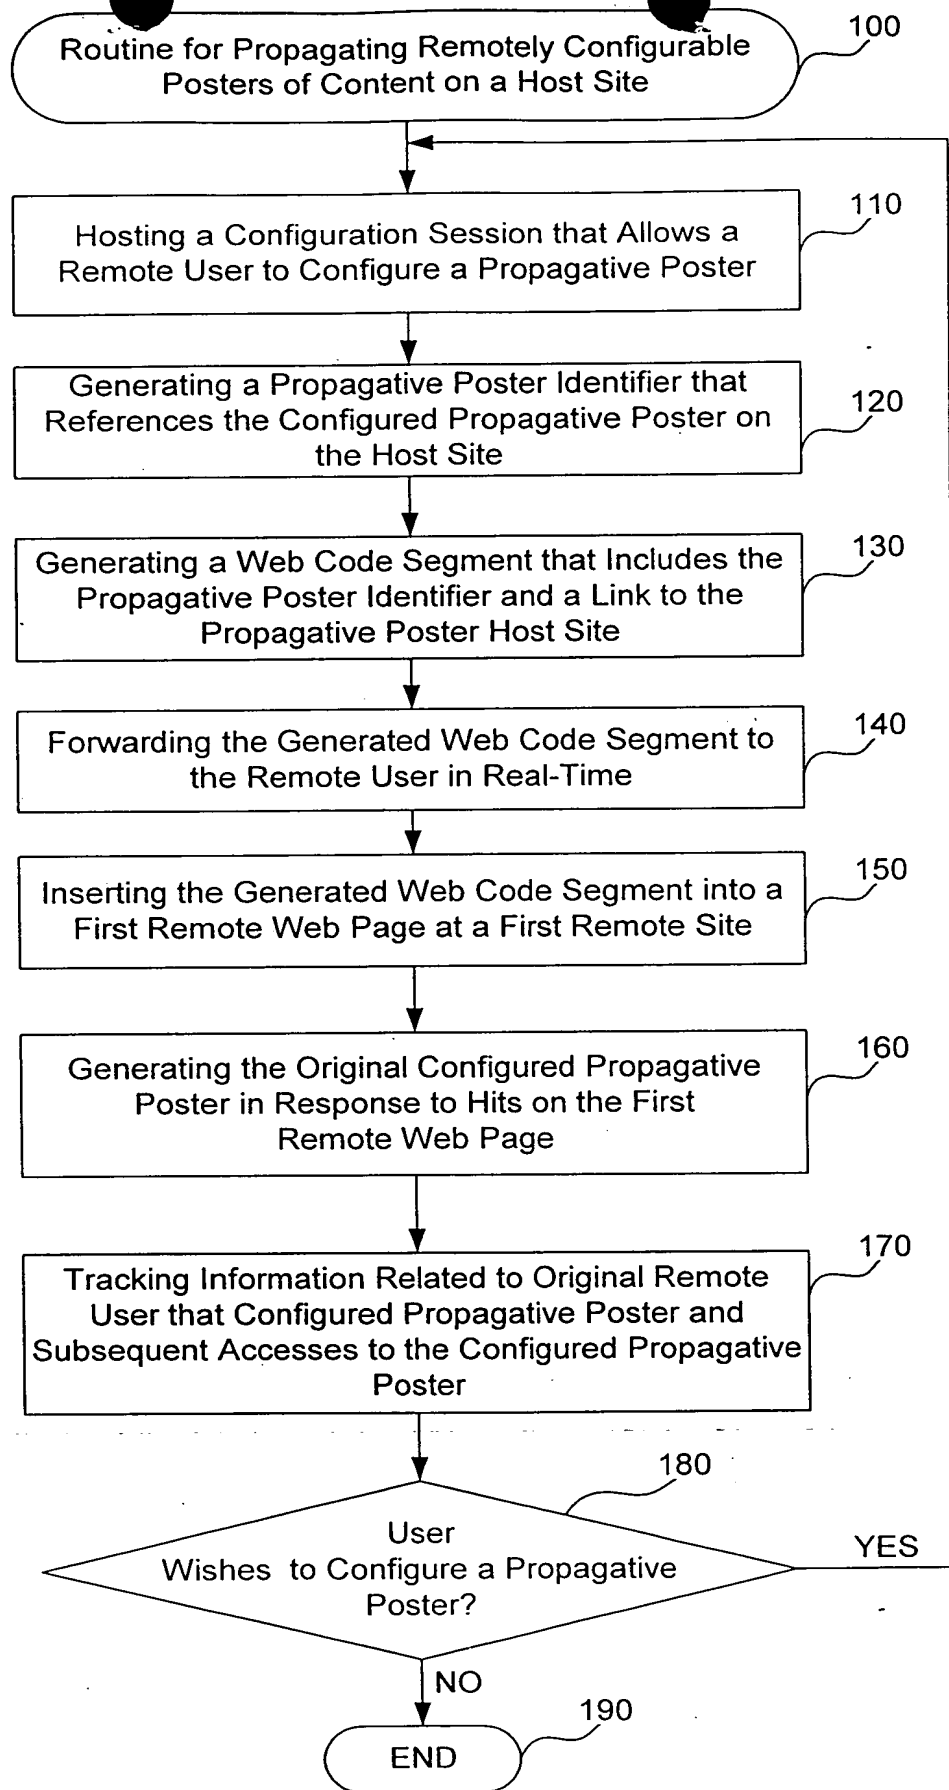 Routine for Propagating Remotely Configurable
Posters of Content on a Host Site
100
Hosting a Configuration Session that Allows a
Remote User to Configure a Propagative Poster
110
Generating a Propagative Poster Identifier that
References the Configured Propagative Poster on
the Host Site
120
Generating a Web Code Segment that Includes the
Propagative Poster Identifier and a Link to the
Propagative Poster Host Site
130
Forwarding the Generated Web Code Segment to
the Remote User in Real-Time
140
Inserting the Generated Web Code Segment into a
First Remote Web Page at a First Remote Site
150
Generating the Original Configured Propagative
Poster in Response to Hits on the First
Remote Web Page
160
Tracking Information Related to Original Remote
User that Configured Propagative Poster and
Subsequent Accesses to the Configured Propagative
Poster
170
180
User
Wishes to Configure a Propagative
Poster?
YES
NO
END
190